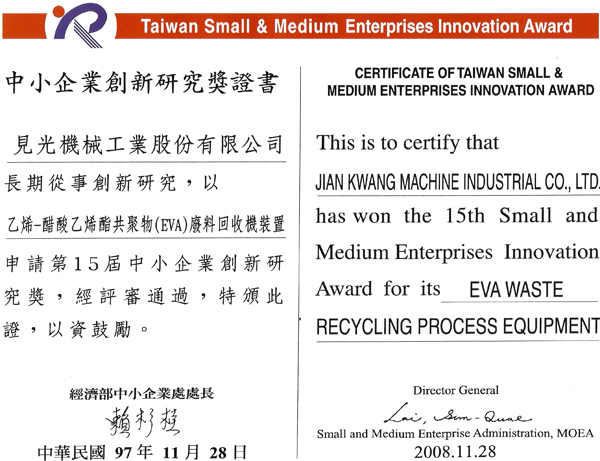 Taiwan Small & Medium Enterprises Innovation Award
中小企業創新研究獎證書
見光機械工業股份有限公司
長期從事創新研究，以
乙烯-醋酸乙烯酯共聚物(EVA)廢料回收機裝置
申請第15屆中小企業創新研
究獎，經評審通過，特頒此
證，以資鼓勵。
經濟部中小企業處處長
賴杉桂
中華民國 97 年 11 月 28 日
CERTIFICATE OF TAIWAN SMALL &
MEDIUM ENTERPRISES INNOVATION AWARD
This is to certify that
JIAN KWANG MACHINE INDUSTRIAL CO., LTD.
has won the 15th Small and
Medium Enterprises Innovation
Award for its EVA WASTE
RECYCLING PROCESS EQUIPMENT
Director General
Lai, Sun-Quae
Small and Medium Enterprise Administration, MOEA
2008.11.28